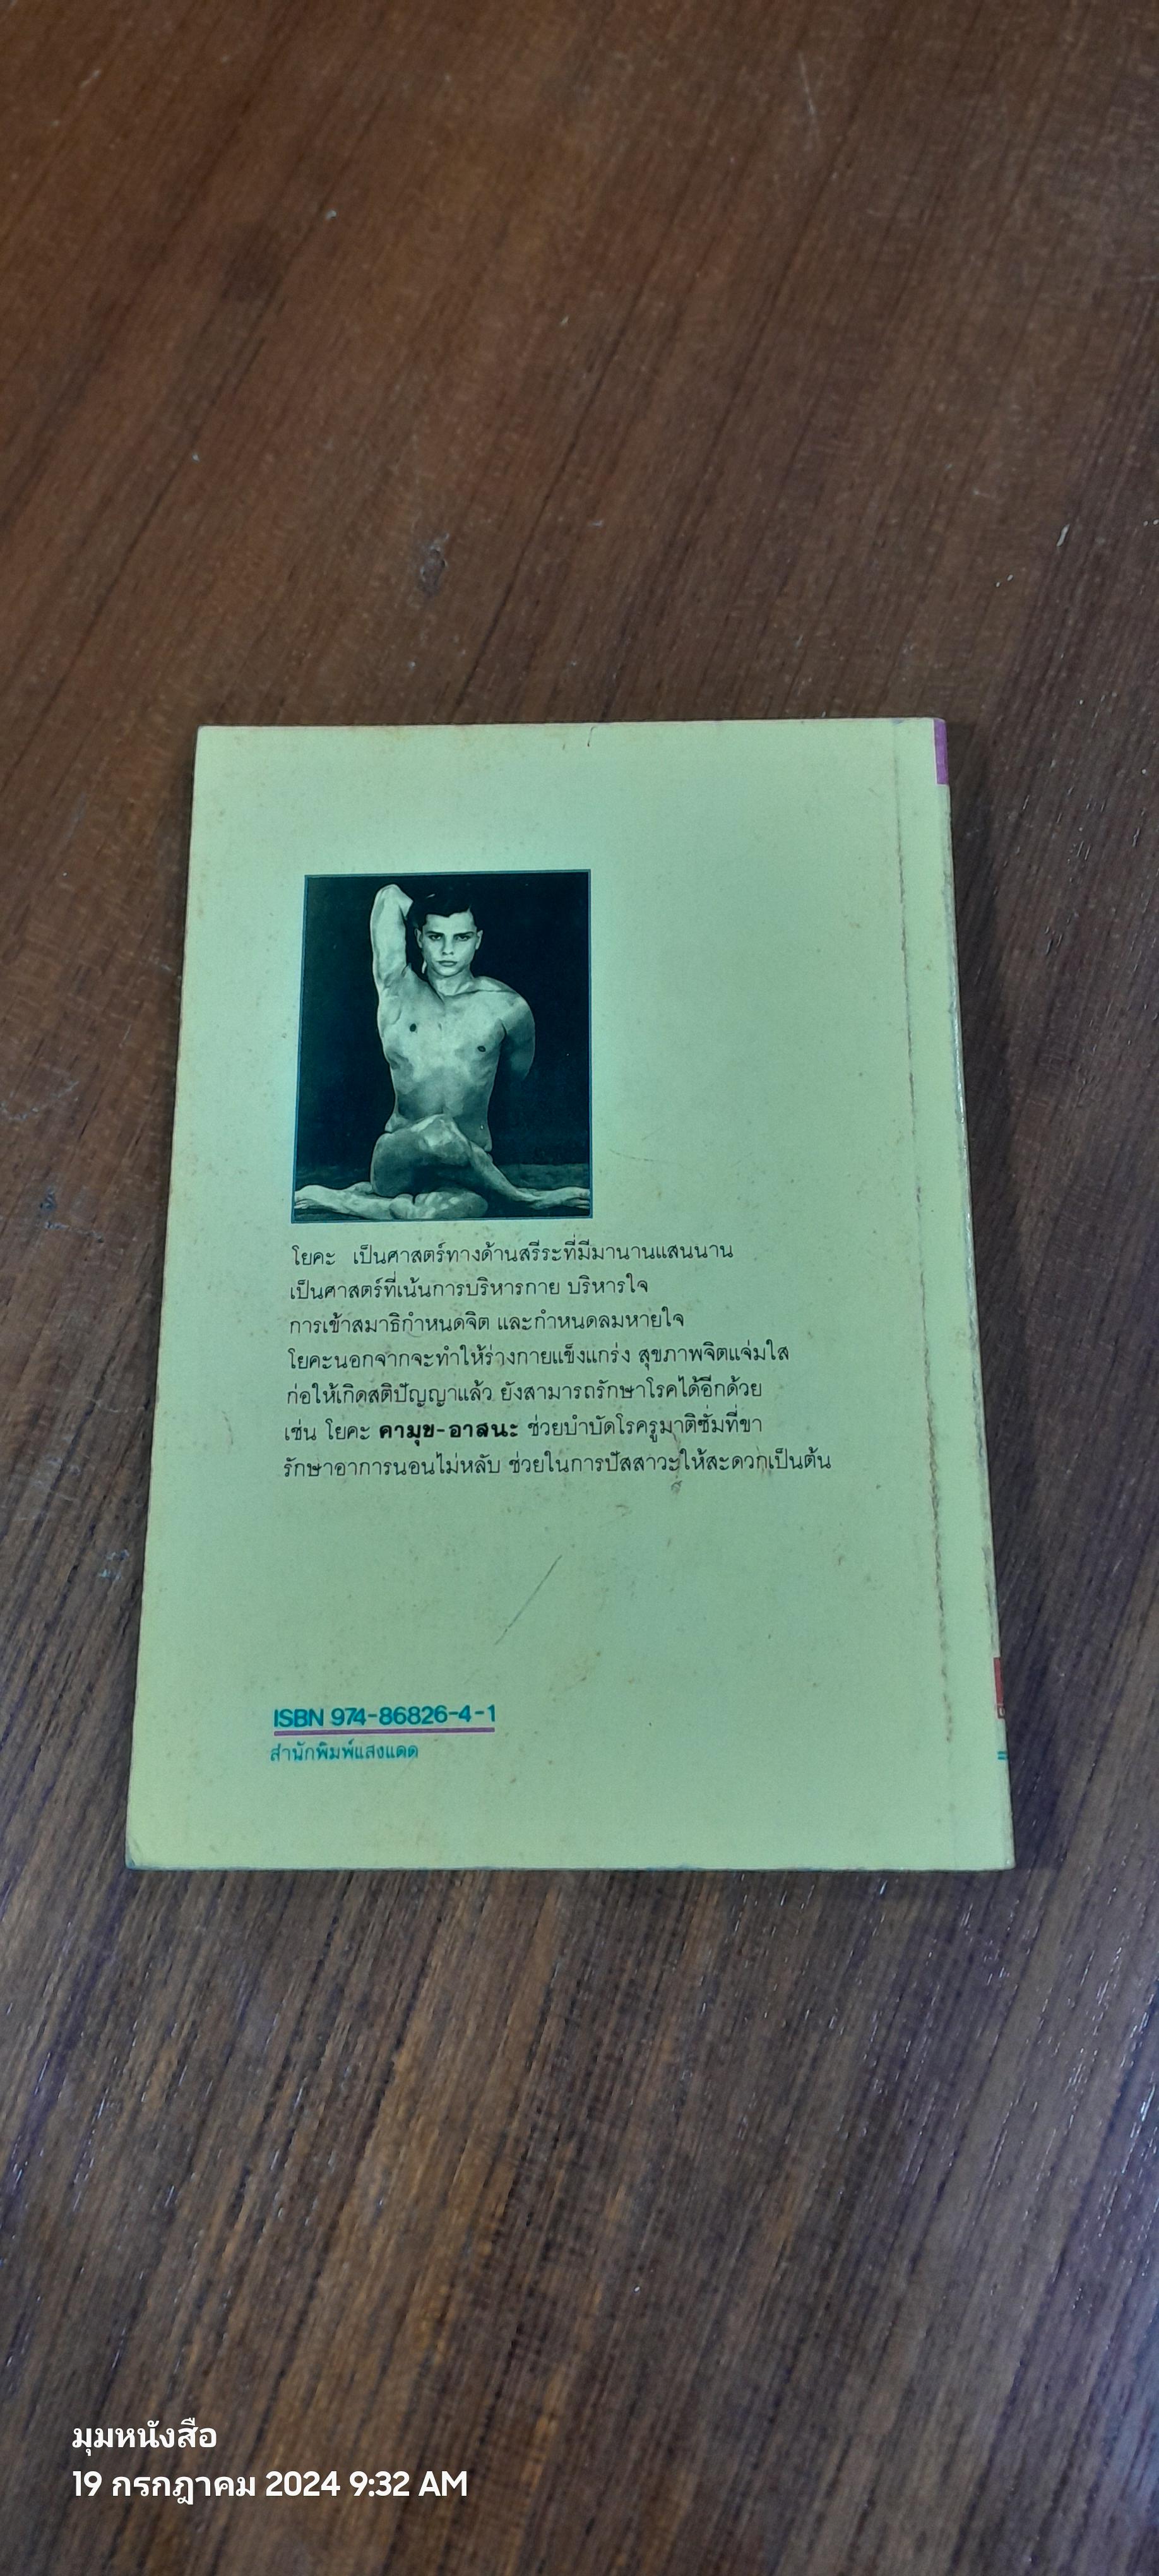 โยคะ เป็นศาสตร์ทางด้านสรีระที่มีมานานแสนนาน
เป็นศาสตร์ที่เน้นการบริหารกาย บริหารใจ
การเข้าสมาธิกำหนดจิต และกำหนดลมหายใจ
โยคะนอกจากจะทำให้ร่างกายแข็งแกร่ง สุขภาพจิตแจ่มใส
ก่อให้เกิดสติปัญญาแล้ว ยังสามารถรักษาโรคได้อีกด้วย
เช่น โยคะ คามุข-อาสนะ ช่วยบำบัดโรครูมาติซั่มที่ขา
รักษาอาการนอนไม่หลับ ช่วยในการปัสสาวะให้สะดวกเป็นต้น
ISBN 974-86826-4-1
สำนักพิมพ์แสงแดด
มุมหนังสือ
19 กรกฎาคม 2024 9:32 AM